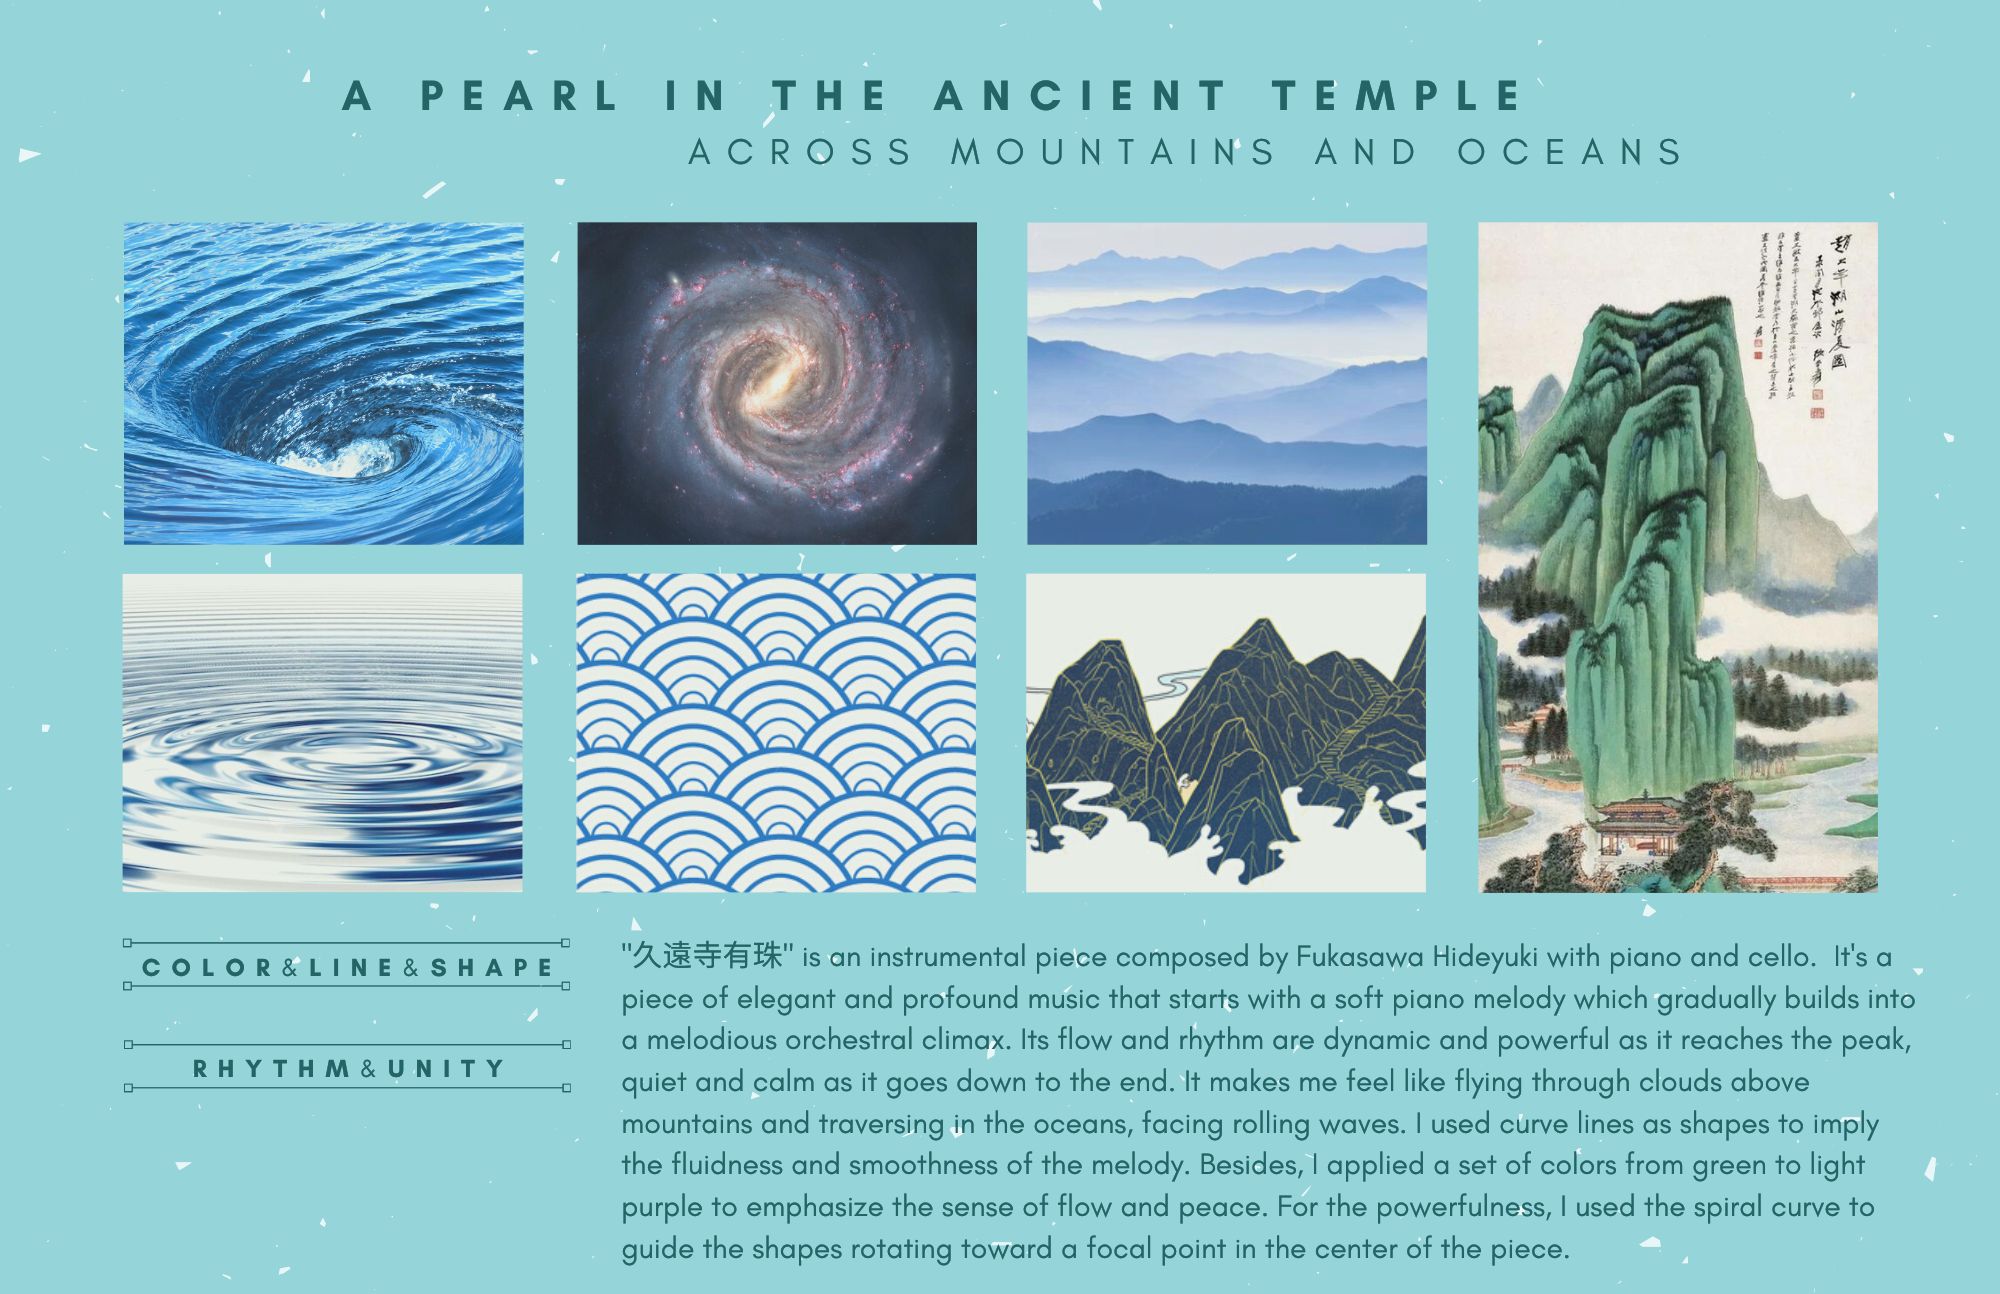 A PEARL IN THE ANCIENT TEMPLE
ACROSS MOUNTAINS AND OCEANS
COLOR&LINE&SHAPE
RHYTHM&UNITY
"久遠寺有珠" is an instrumental piece composed by Fukasawa Hideyuki with piano and cello.  It's a
piece of elegant and profound music that starts with a soft piano melody which gradually builds into
a melodious orchestral climax. Its flow and rhythm are dynamic and powerful as it reaches the peak,
quiet and calm as it goes down to the end. It makes me feel like flying through clouds above
mountains and traversing in the oceans, facing rolling waves. I used curve lines as shapes to imply
the fluidness and smoothness of the melody. Besides, I applied a set of colors from green to light
purple to emphasize the sense of flow and peace. For the powerfulness, I used the spiral curve to
guide the shapes rotating toward a focal point in the center of the piece.